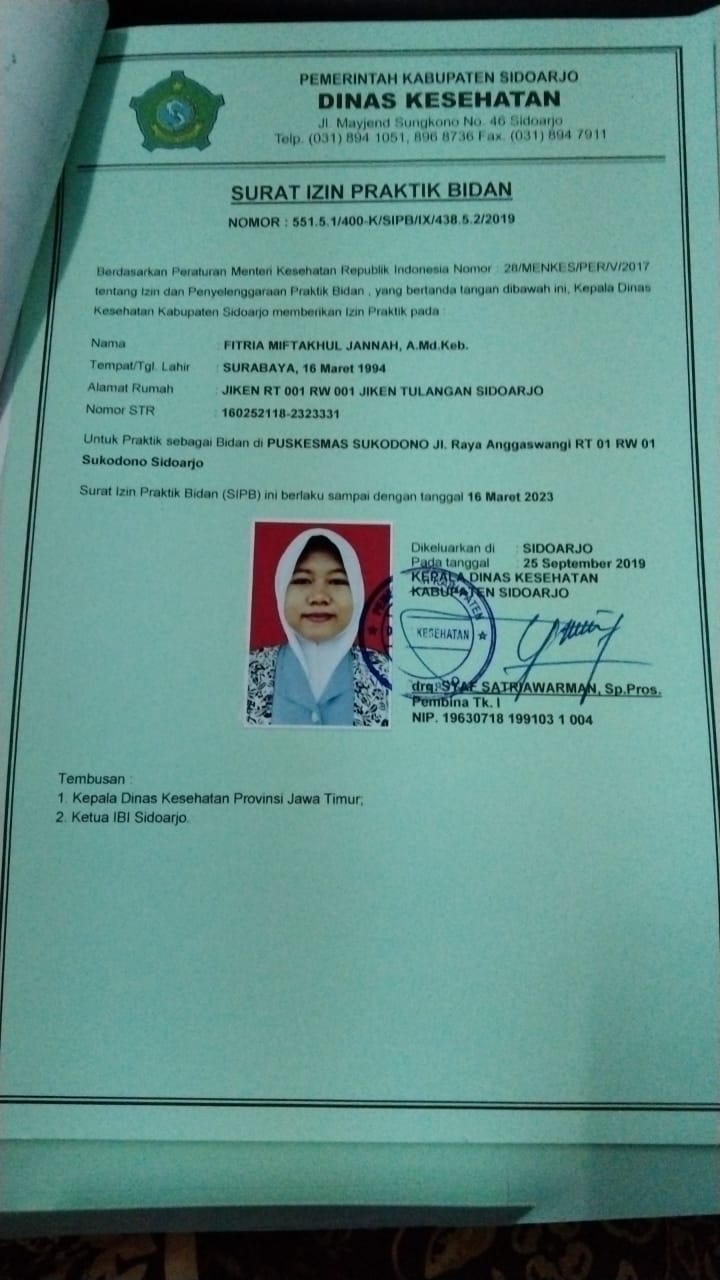 PEMERINTAH KABUPATEN SIDOARJO
DINAS KESEHATAN
Jl. Mayjend Sungkono No. 46 Sidoarjo
Telp. (031) 894 1051, 896 8736 Fax. (031) 894 7911
SURAT IZIN PRAKTIK BIDAN
NOMOR : 551.5.1/400-K/SIPB/IX/438.5.2/2019
Berdasarkan Peraturan Menteri Kesehatan Republik Indonesia Nomor : 28/MENKES/PER/V/2017
tentang Izin dan Penyelenggaraan Praktik Bidan , yang bertanda tangan dibawah ini, Kepala Dinas
Kesehatan Kabupaten Sidoarjo memberikan Izin Praktik pada :
Nama : FITRIA MIFTAKHUL JANNAH, A.Md.Keb.
Tempat/Tgl. Lahir : SURABAYA, 16 Maret 1994
Alamat Rumah : JIKEN RT 001 RW 001 JIKEN TULANGAN SIDOARJO
Nomor STR : 160252118-2323331
Untuk Praktik sebagai Bidan di PUSKESMAS SUKODONO Jl. Raya Anggaswangi RT 01 RW 01
Sukodono Sidoarjo
Surat Izin Praktik Bidan (SIPB) ini berlaku sampai dengan tanggal 16 Maret 2023
Dikeluarkan di : SIDOARJO
Pada tanggal : 25 September 2019
KEPALA DINAS KESEHATAN
KABUPATEN SIDOARJO
KESEHATAN
drg. SYAF SATRIAWARMAN, Sp.Pros.
Pembina Tk. I
NIP. 19630718 199103 1 004
Tembusan :
1. Kepala Dinas Kesehatan Provinsi Jawa Timur;
2. Ketua IBI Sidoarjo.